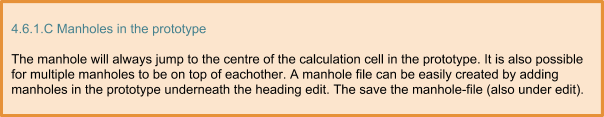 4.6.1.C Manholes in the prototype
The manhole will always jump to the centre of the calculation cell in the prototype. It is also possible
for multiple manholes to be on top of eachother. A manhole file can be easily created by adding
manholes in the prototype underneath the heading edit. The save the manhole-file (also under edit).